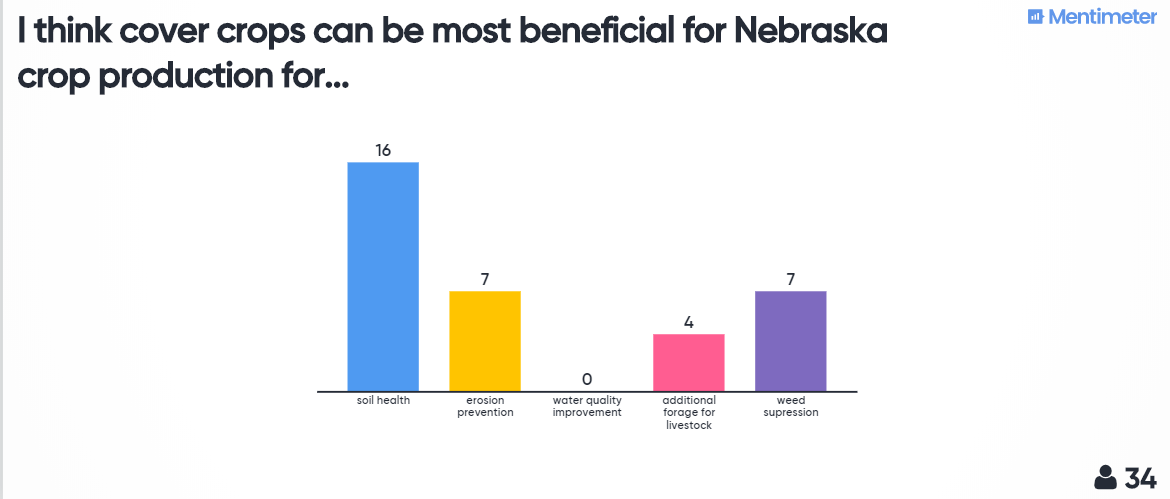 I think cover crops can be most beneficial for Nebraska
crop production for...
Mentimeter
16
7
0
4
7
soil health
erosion
prevention
water quality
improvement
additional
forage for
livestock
weed
supression
34